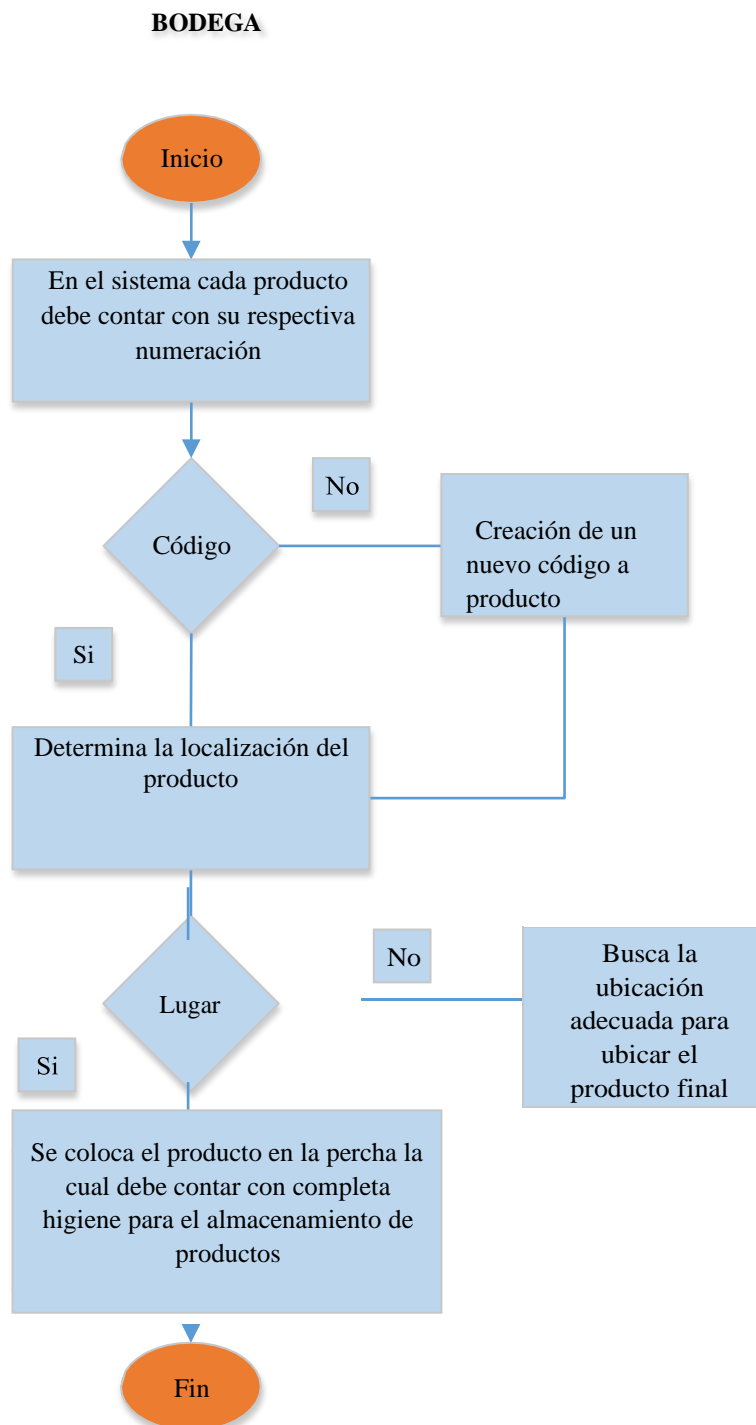 BODEGA
Inicio
En el sistema cada producto
debe contar con su respectiva
numeración
No
Código
Creación de un
nuevo código a
producto
Si
Determina la localización del
producto
No
Lugar
Busca la
ubicación
adecuada para
ubicar el
producto final
Si
Se coloca el producto en la percha la
cual debe contar con completa
higiene para el almacenamiento de
productos
Fin